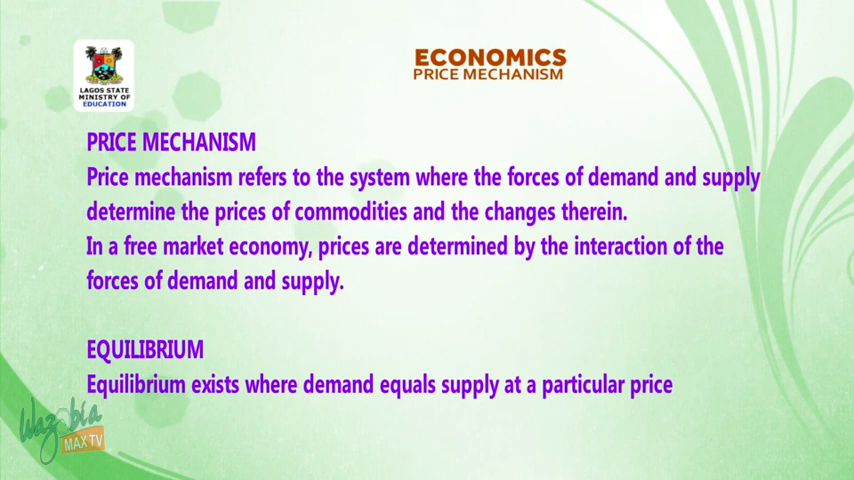 ECONOMICS
PRICE MECHANISM
LAGOS STATE
MINISTRY OF
EDUCATION
PRICE MECHANISM
Price mechanism refers to the system where the forces of demand and supply
determine the prices of commodities and the changes therein.
In a free market economy, prices are determined by the interaction of the
forces of demand and supply.
EQUILIBRIUM
Equilibrium exists where demand equals supply at a particular price
Wazobia
MAX TV